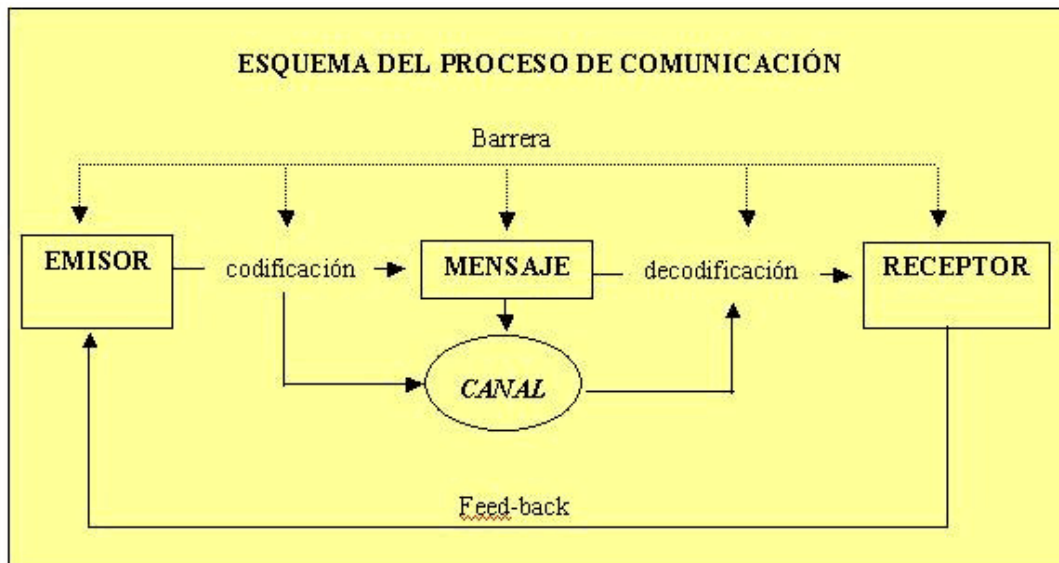 ESQUEMA DEL PROCESO DE COMUNICACIÓN
Barrera
EMISOR
codificación
MENSAJE
decodificación
RECEPTOR
CANAL
Feed-back